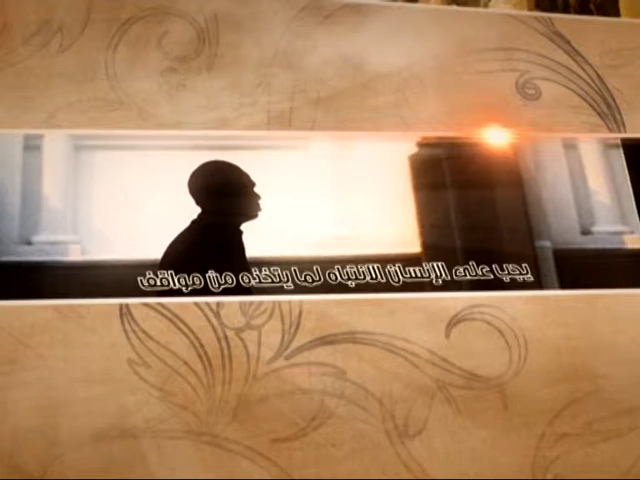 يجب على الإنسان الانتباه لما يتخذه من مواقف